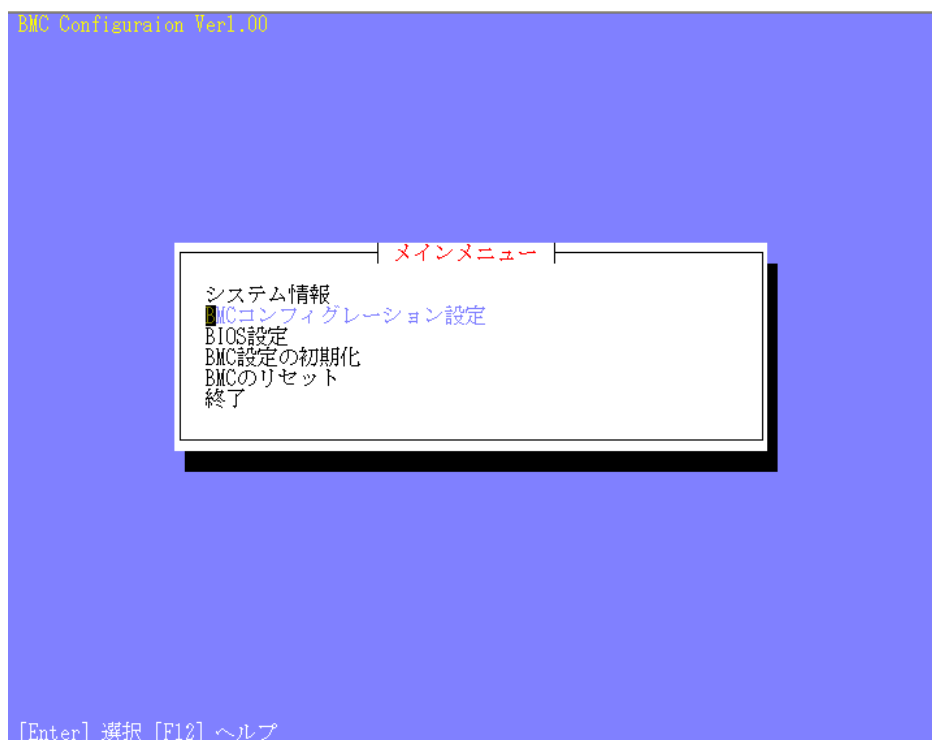 BMC Configuraion Ver1.00
メインメニュー
システム情報
BMCコンフィグレーション設定
BIOS設定
BMC設定の初期化
BMCのリセット
終了
[Enter] 選択 [F12] ヘルプ